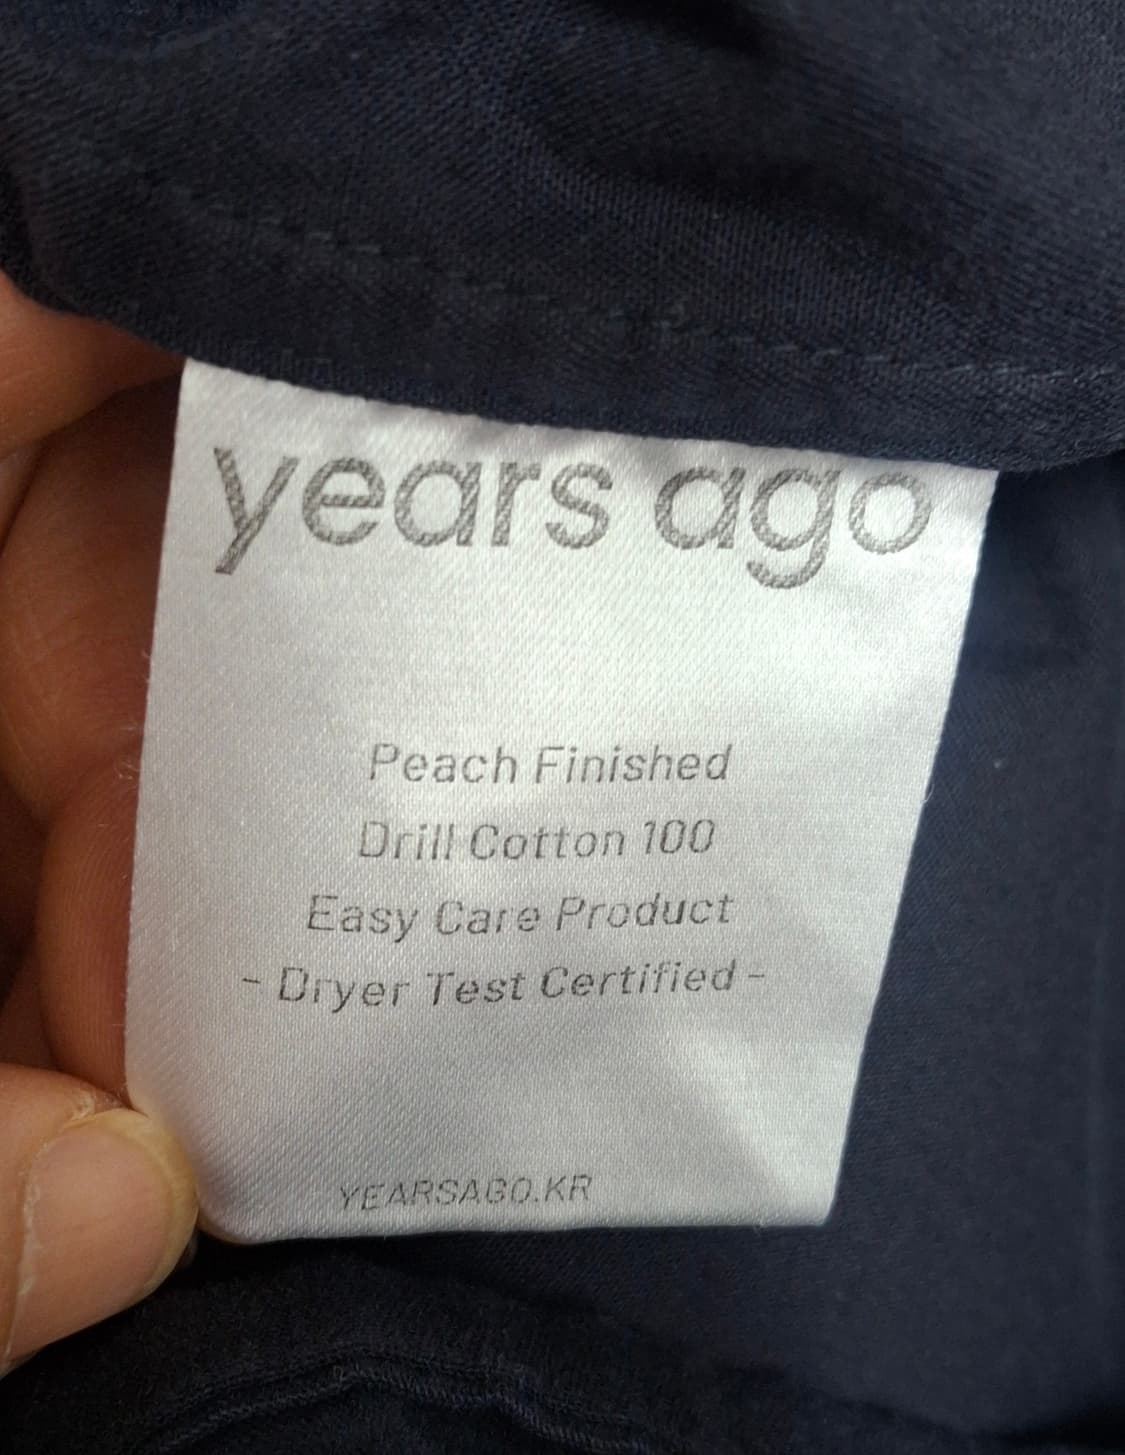 years ago
Peach Finished
Drill Cotton 100
Easy Care Product
- Dryer Test Certified -
YEARSAGO.KR